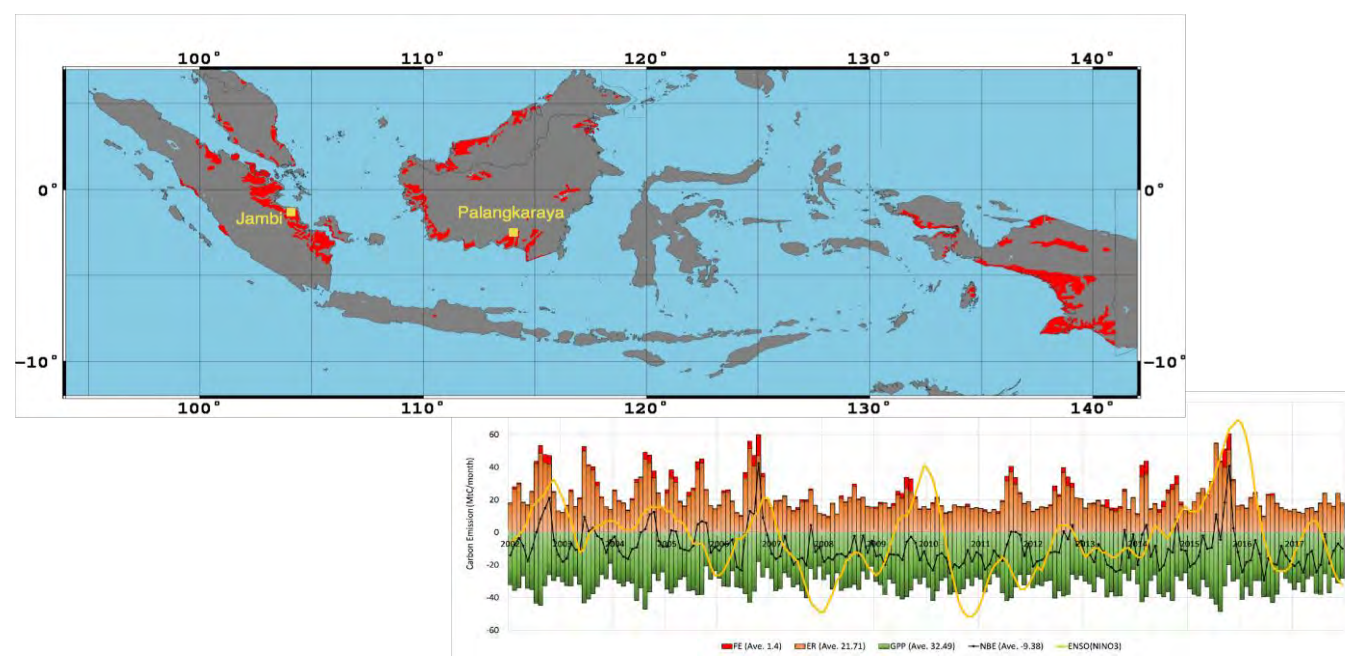 100° 110° 120° 130° 140°
0° 0°
Jambi
Palangkaraya
-10° -10°
100° 110° 120° 130° 140°
Carbon Emission (MtC/month)
60
40
20
0
2002 2003 2004 2005 2006 2007 2008 2009 2010 2011 2012 2013 2014 2015 2016 2017
-20
-40
-60
FE (Ave. 1.4) ER (Ave. 21.71) GPP (Ave. 32.49) NBE (Ave. -9.38) ENSO(NINO3)